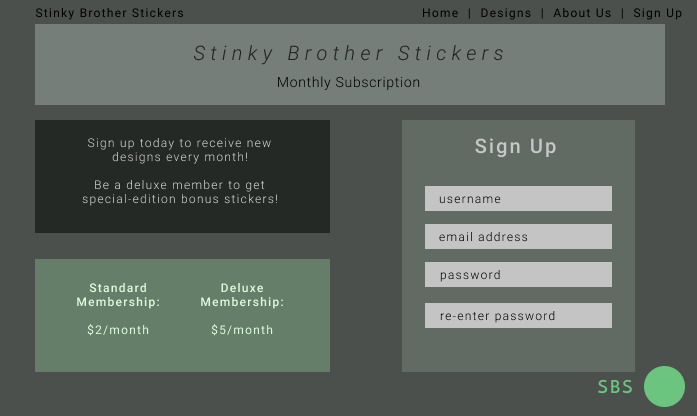 Stinky Brother Stickers
Home | Designs | About Us | Sign Up
Stinky Brother Stickers
Monthly Subscription
Sign up today to receive new
designs every month!
Be a deluxe member to get
special-edition bonus stickers!
Standard
Membership:
$2/month
Deluxe
Membership:
$5/month
Sign Up
username
email address
password
re-enter password
SBS